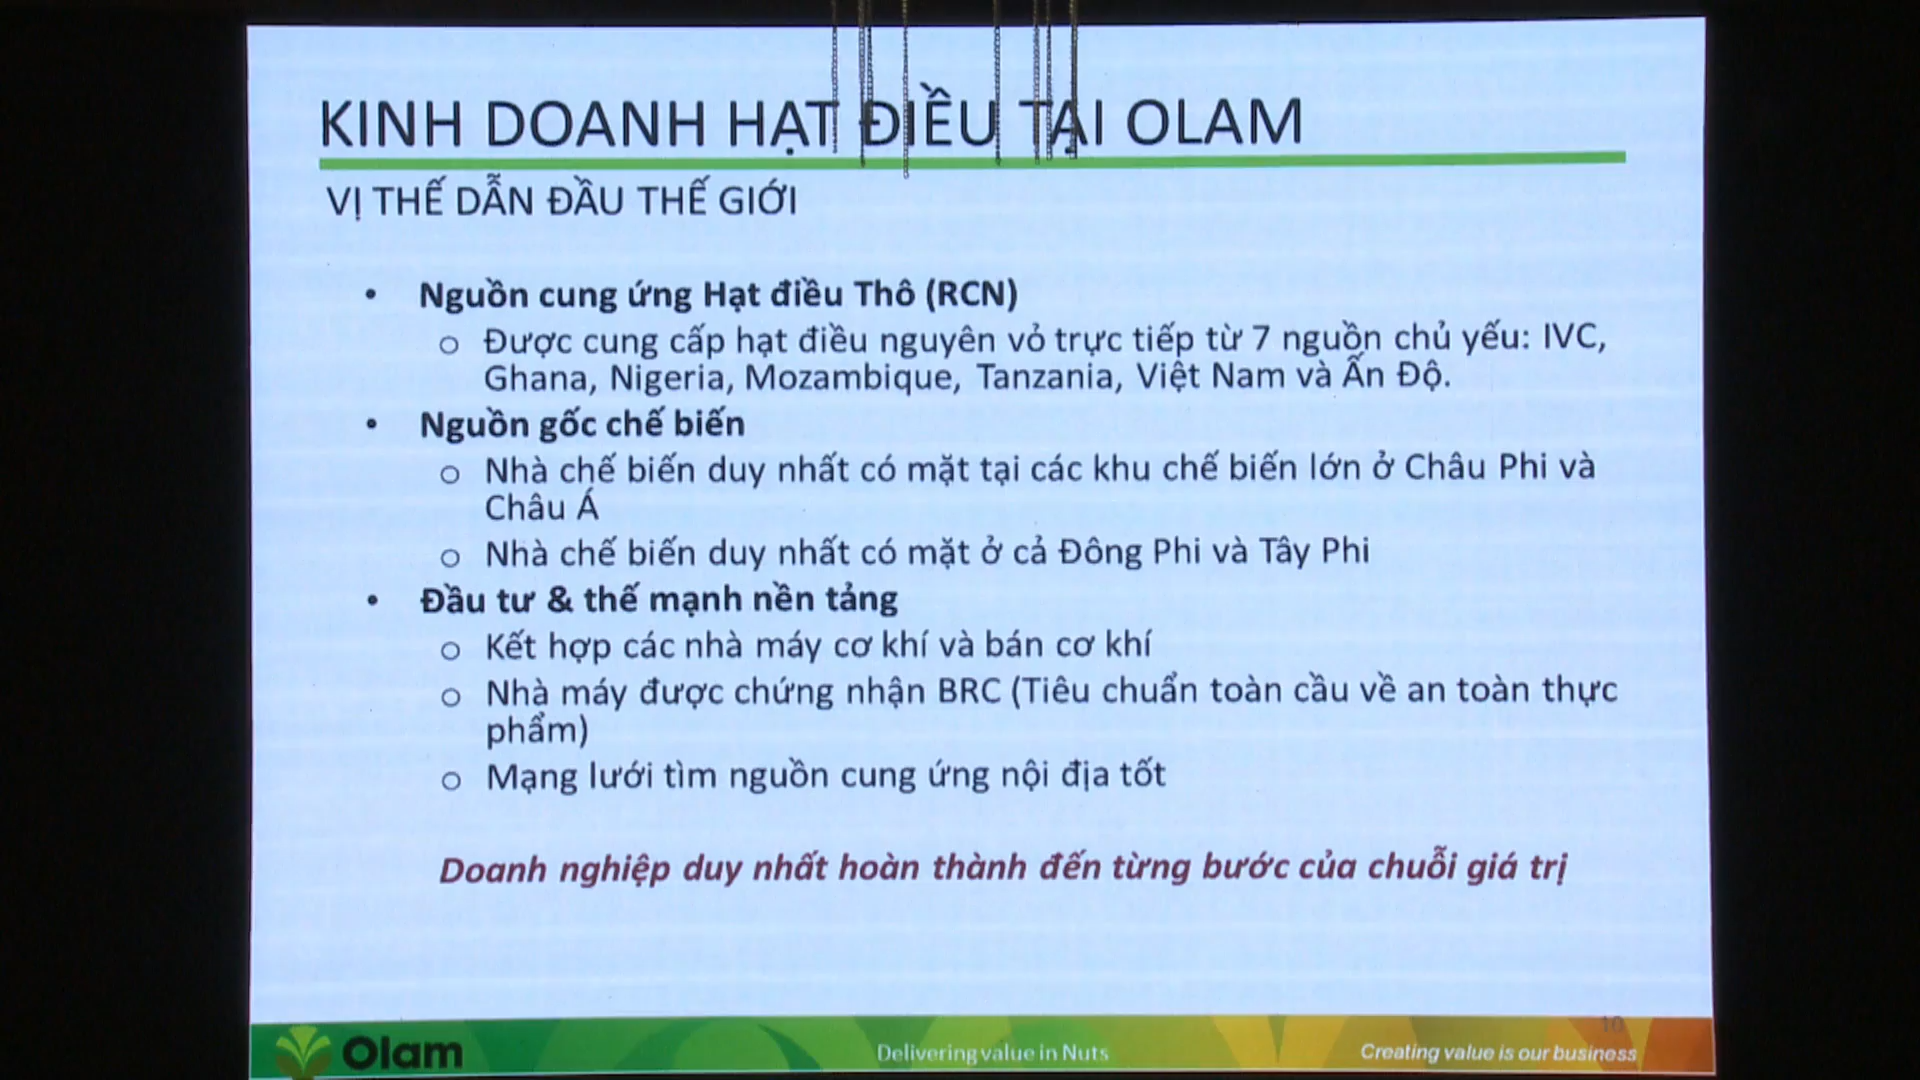 KINH DOANH HẠT ĐIỀU TẠI OLAM
VỊ THẾ DẪN ĐẦU THẾ GIỚI
• Nguồn cung ứng Hạt điều Thô (RCN)
o Được cung cấp hạt điều nguyên vỏ trực tiếp từ 7 nguồn chủ yếu: IVC,
Ghana, Nigeria, Mozambique, Tanzania, Việt Nam và Ấn Độ.
• Nguồn gốc chế biến
o Nhà chế biến duy nhất có mặt tại các khu chế biến lớn ở Châu Phi và
Châu Á
o Nhà chế biến duy nhất có mặt ở cả Đông Phi và Tây Phi
• Đầu tư & thế mạnh nền tảng
o Kết hợp các nhà máy cơ khí và bán cơ khí
o Nhà máy được chứng nhận BRC (Tiêu chuẩn toàn cầu về an toàn thực
phẩm)
o Mạng lưới tìm nguồn cung ứng nội địa tốt
Doanh nghiệp duy nhất hoàn thành đến từng bước của chuỗi giá trị
10
Olam
Delivering value in Nuts
Creating value is our business